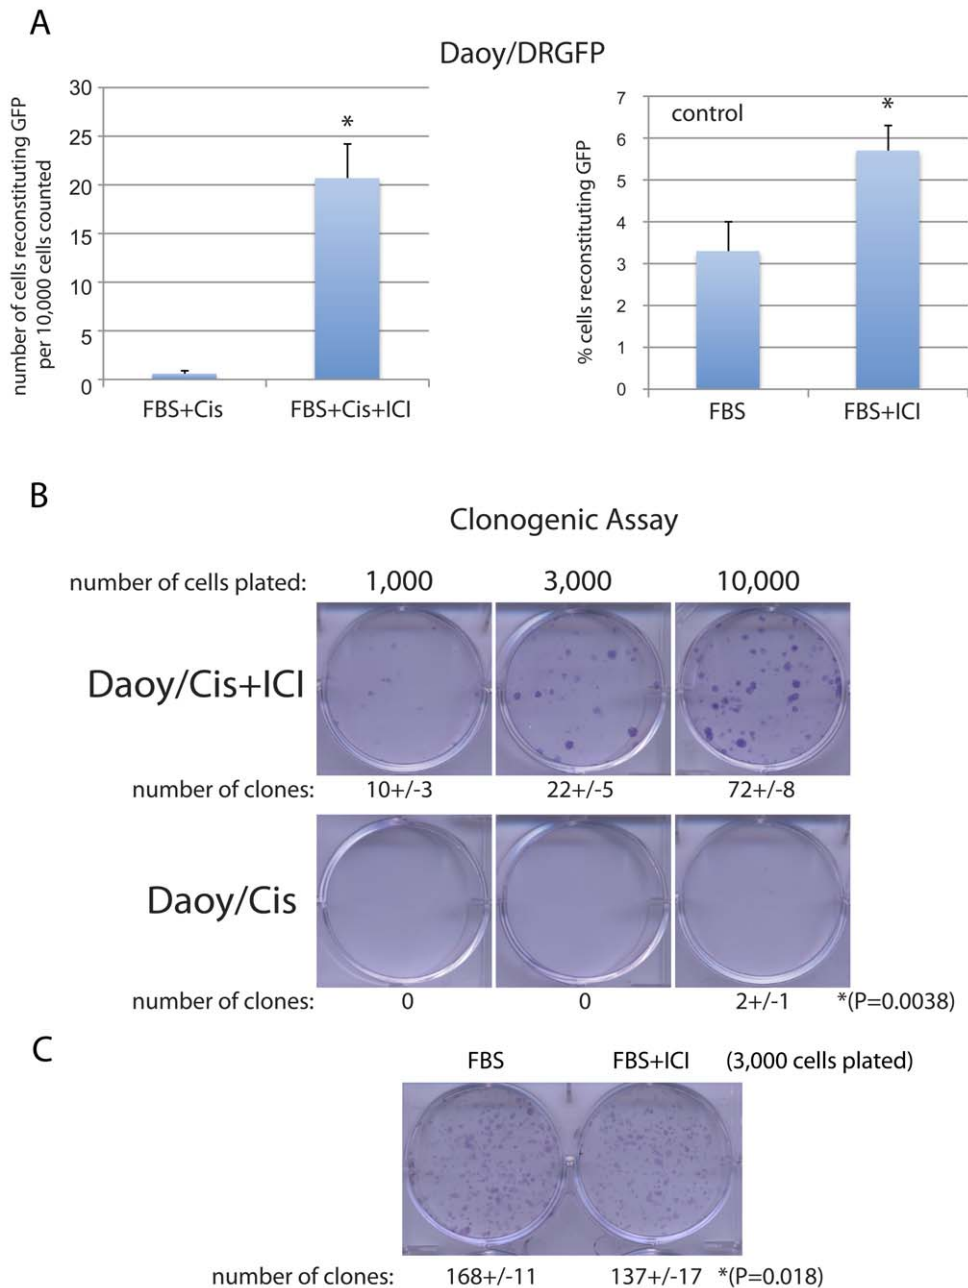 A
Daoy/DRGFP
number of cells reconstituting GFP
per 10,000 cells counted
30
25
20
15
10
5
0
*
FBS+Cis
FBS+Cis+ICI
% cells reconstituting GFP
7
6
5
4
3
2
1
0
control
*
FBS
FBS+ICI
B
Clonogenic Assay
number of cells plated: 1,000 3,000 10,000
Daoy/Cis+ICI
number of clones: 10+/-3 22+/-5 72+/-8
Daoy/Cis
number of clones: 0 0 2+/-1 *(P=0.0038)
C
FBS FBS+ICI (3,000 cells plated)
number of clones: 168+/-11 137+/-17 *(P=0.018)